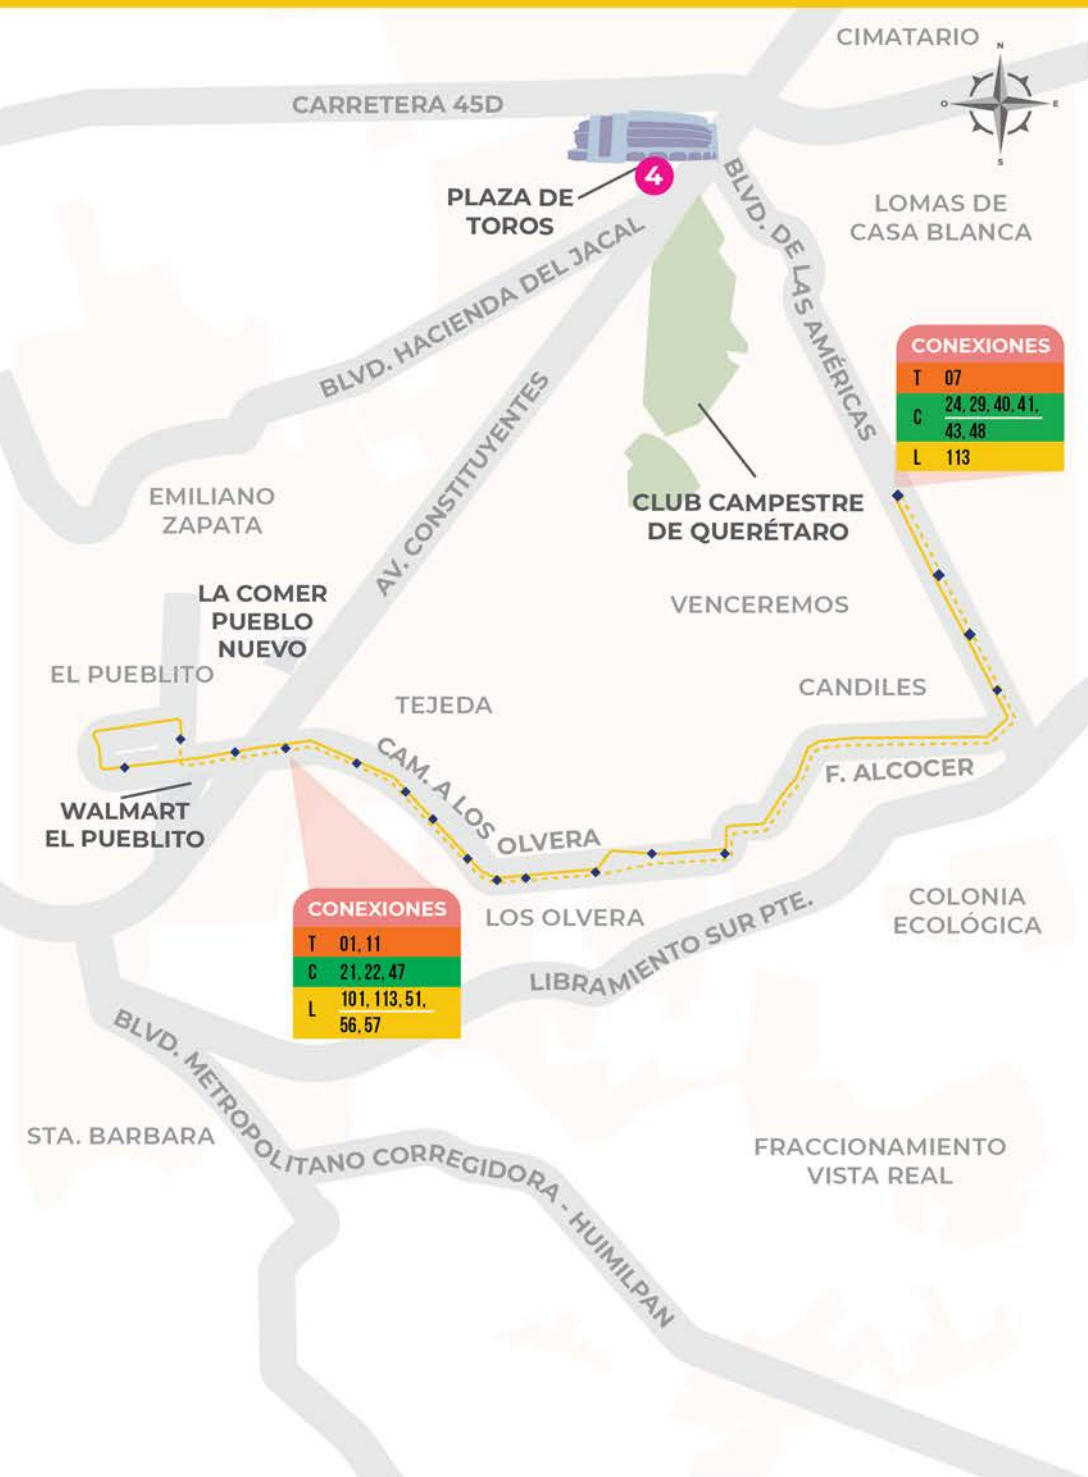 CIMATARIO
N
O
E
S
CARRETERA 45D
4
PLAZA DE
TOROS
LOMAS DE
CASA BLANCA
BLVD. DE LAS AMÉRICAS
BLVD. HACIENDA DEL JACAL
CONEXIONES
T 07
C 24, 29, 40, 41,
43, 48
L 113
AV. CONSTITUYENTES
EMILIANO
ZAPATA
CLUB CAMPESTRE
DE QUERÉTARO
LA COMER
PUEBLO
NUEVO
VENCEREMOS
EL PUEBLITO
TEJEDA
CANDILES
CAM. A LOS OLVERA
F. ALCOCER
WALMART
EL PUEBLITO
CONEXIONES
T 01, 11
C 21, 22, 47
L 101, 113, 51,
56, 57
LOS OLVERA
COLONIA
ECOLÓGICA
LIBRAMIENTO SUR PTE.
BLVD. METROPOLITANO CORREGIDORA - HUIMILPAN
STA. BARBARA
FRACCIONAMIENTO
VISTA REAL